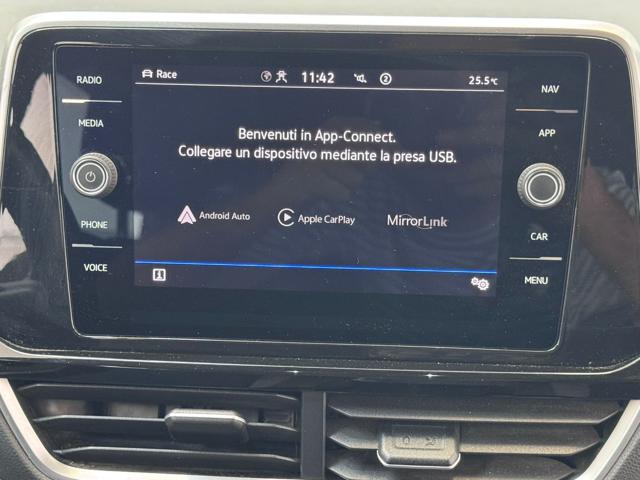 RADIO
MEDIA
PHONE
VOICE
Race 11:42 2 25.5°C
Benvenuti in App-Connect.
Collegare un dispositivo mediante la presa USB.
Android Auto Apple CarPlay MirrorLink
NAV
APP
CAR
MENU